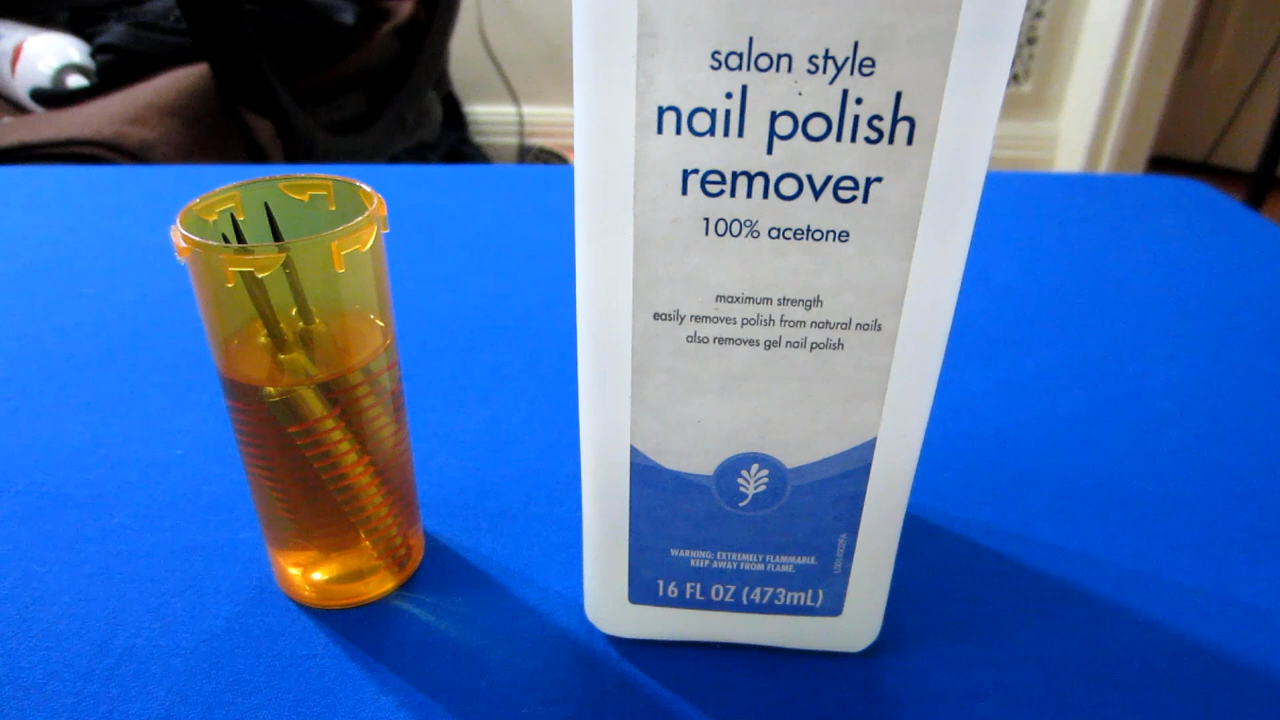 salon style
nail polish
remover
100% acetone
maximum strength
easily removes polish from natural nails
also removes gel nail polish
WARNING: EXTREMELY FLAMMABLE.
KEEP AWAY FROM FLAME.
16 FL OZ (473mL)